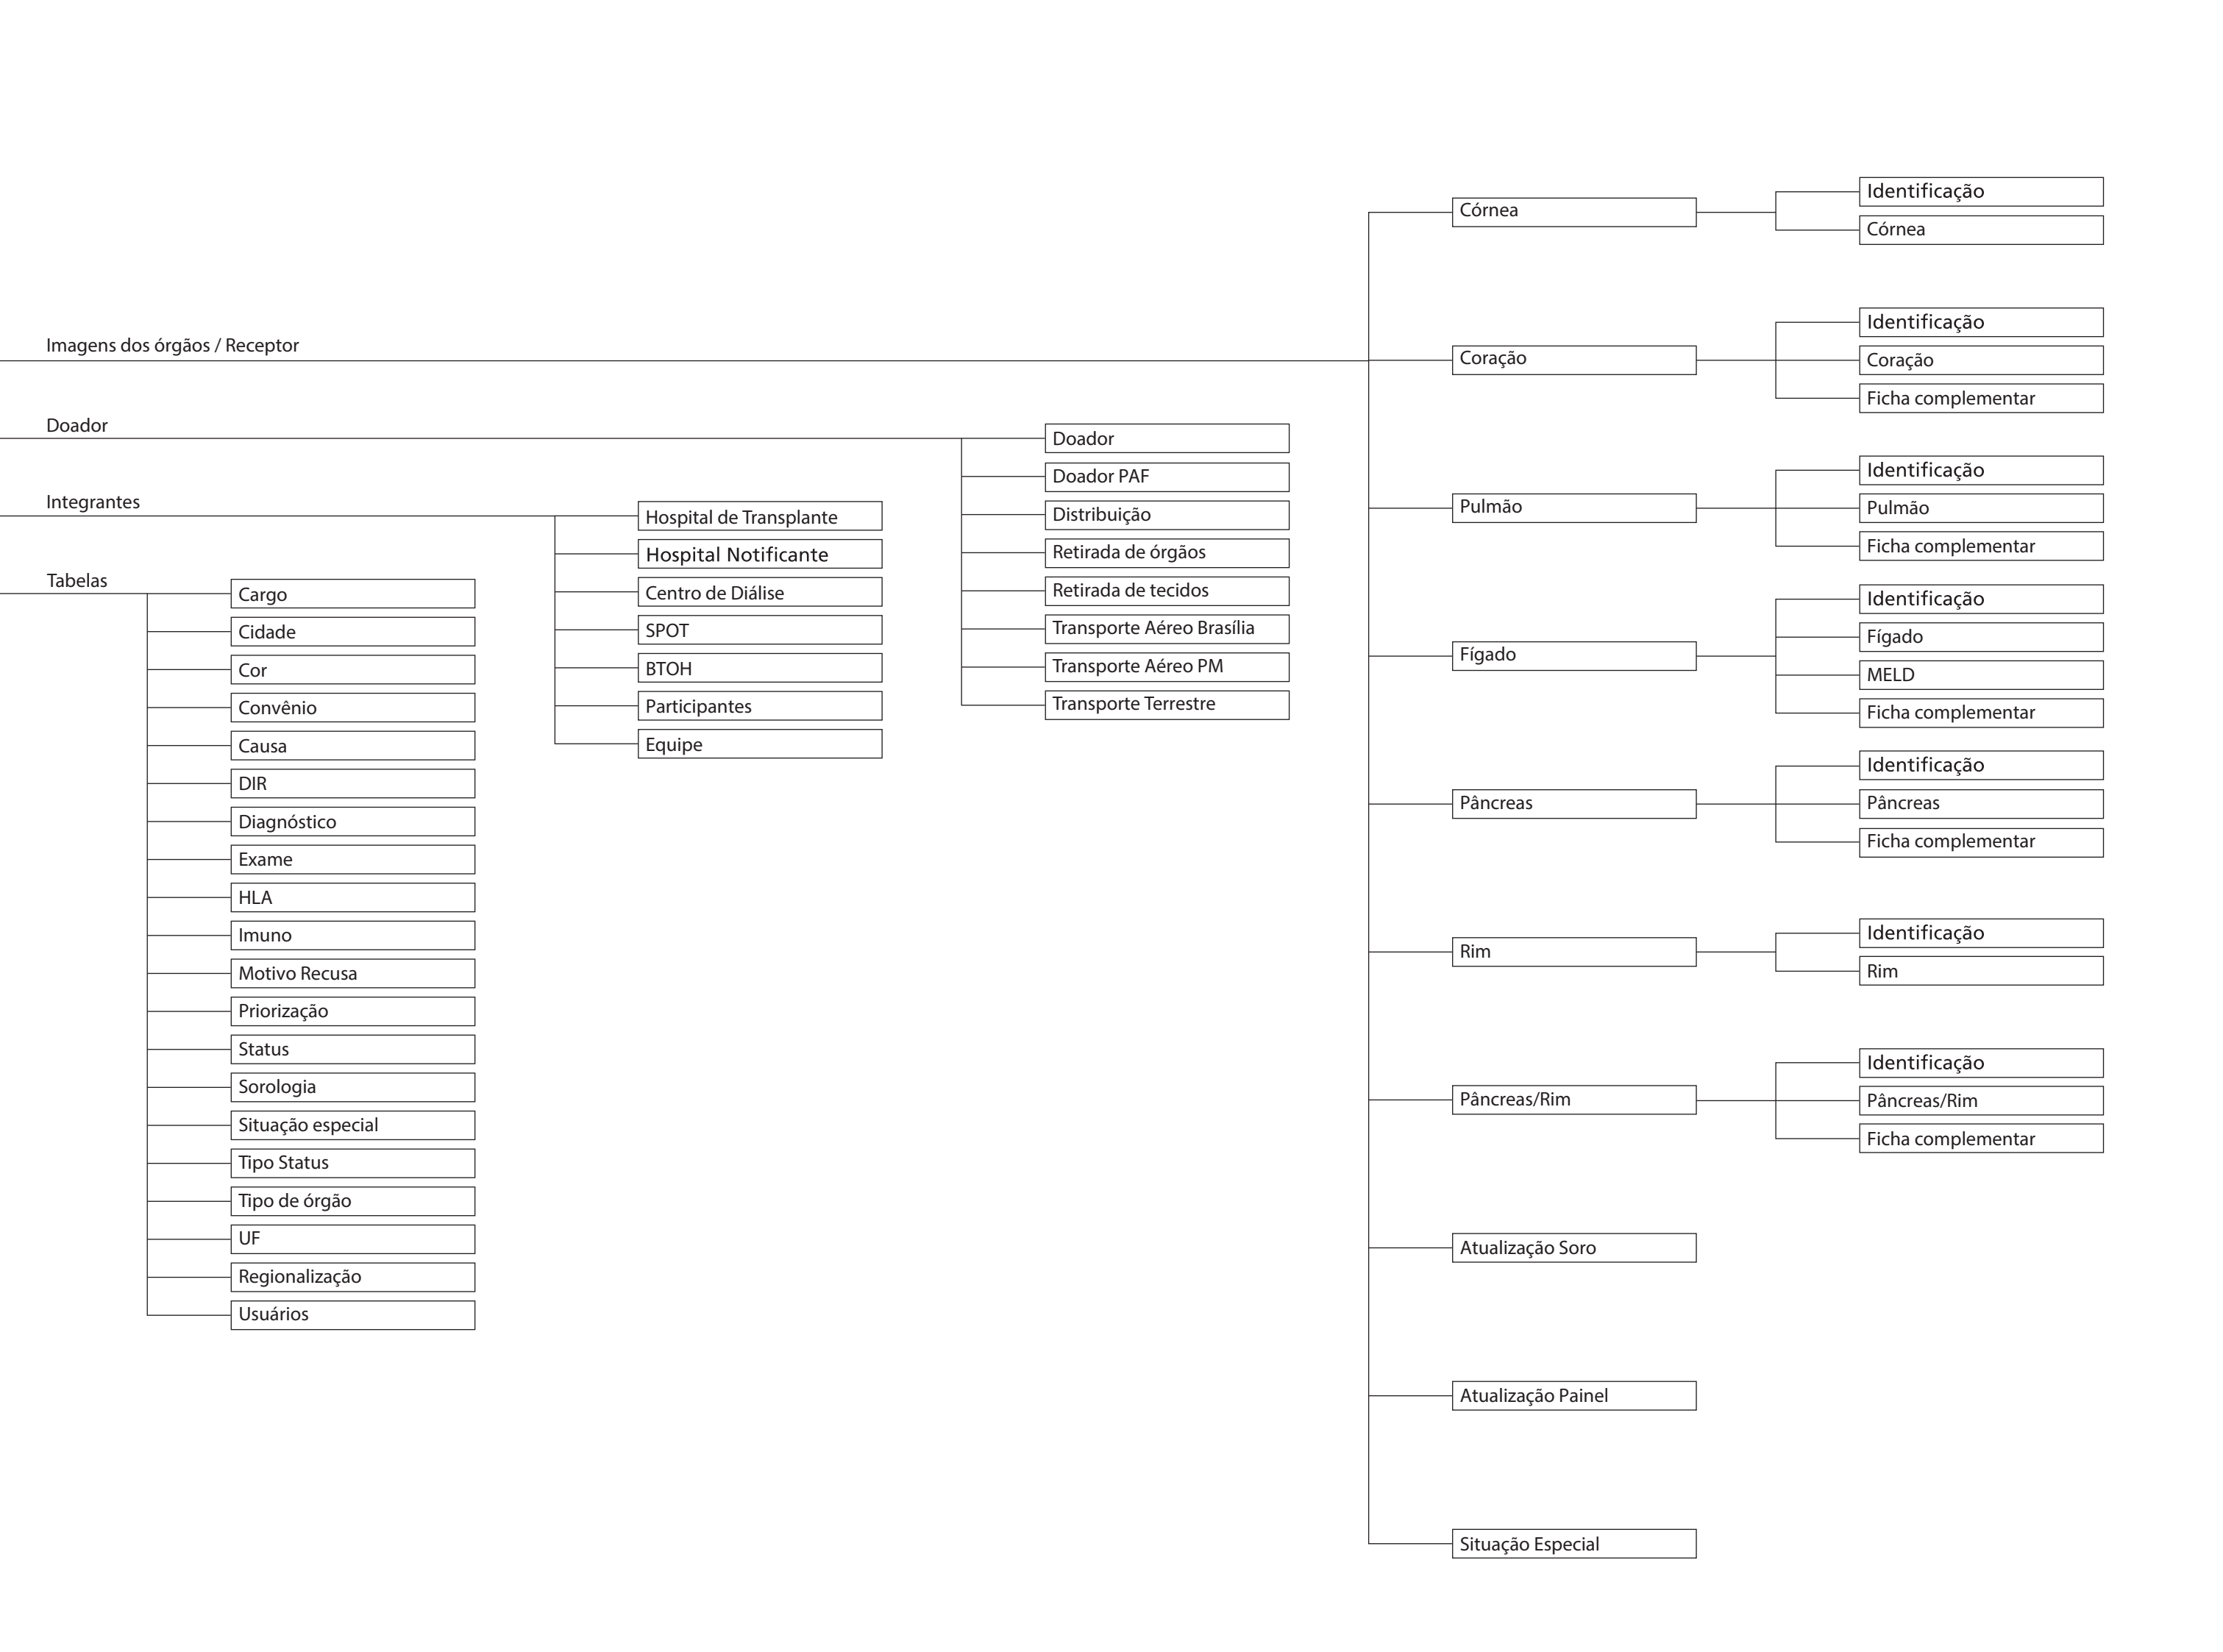 Imagens dos órgãos / Receptor
Córnea
Identificação
Córnea
Coração
Identificação
Coração
Ficha complementar
Pulmão
Identificação
Pulmão
Ficha complementar
Fígado
Identificação
Fígado
MELD
Ficha complementar
Pâncreas
Identificação
Pâncreas
Ficha complementar
Rim
Identificação
Rim
Pâncreas/Rim
Identificação
Pâncreas/Rim
Ficha complementar
Atualização Soro
Atualização Painel
Situação Especial
Doador
Doador
Doador PAF
Distribuição
Retirada de órgãos
Retirada de tecidos
Transporte Aéreo Brasília
Transporte Aéreo PM
Transporte Terrestre
Integrantes
Hospital de Transplante
Hospital Notificante
Centro de Diálise
SPOT
BTOH
Participantes
Equipe
Tabelas
Cargo
Cidade
Cor
Convênio
Causa
DIR
Diagnóstico
Exame
HLA
Imuno
Motivo Recusa
Priorização
Status
Sorologia
Situação especial
Tipo Status
Tipo de órgão
UF
Regionalização
Usuários